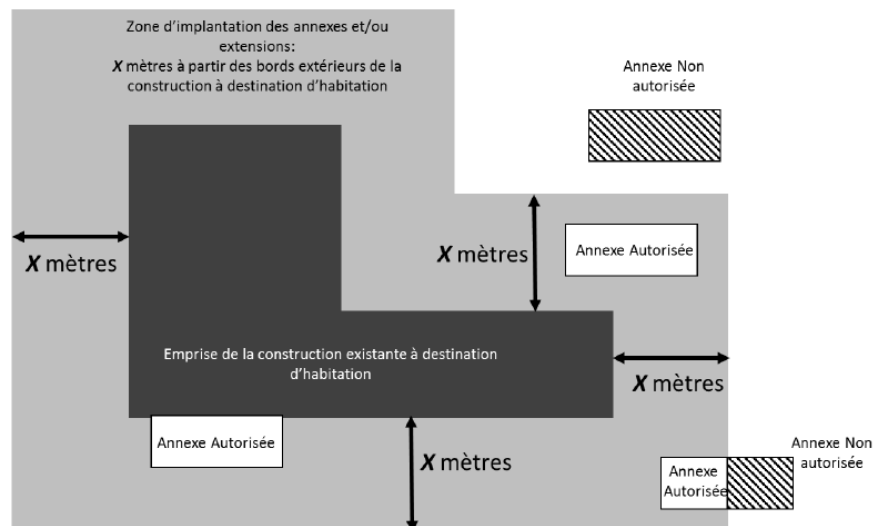 Zone d'implantation des annexes et/ou
extensions:
X mètres à partir des bords extérieurs de la
construction à destination d'habitation
Annexe Non
autorisée
X mètres
X mètres
Annexe Autorisée
Emprise de la construction existante à destination
d'habitation
X mètres
Annexe Autorisée
X mètres
Annexe
Autorisée
Annexe Non
autorisée